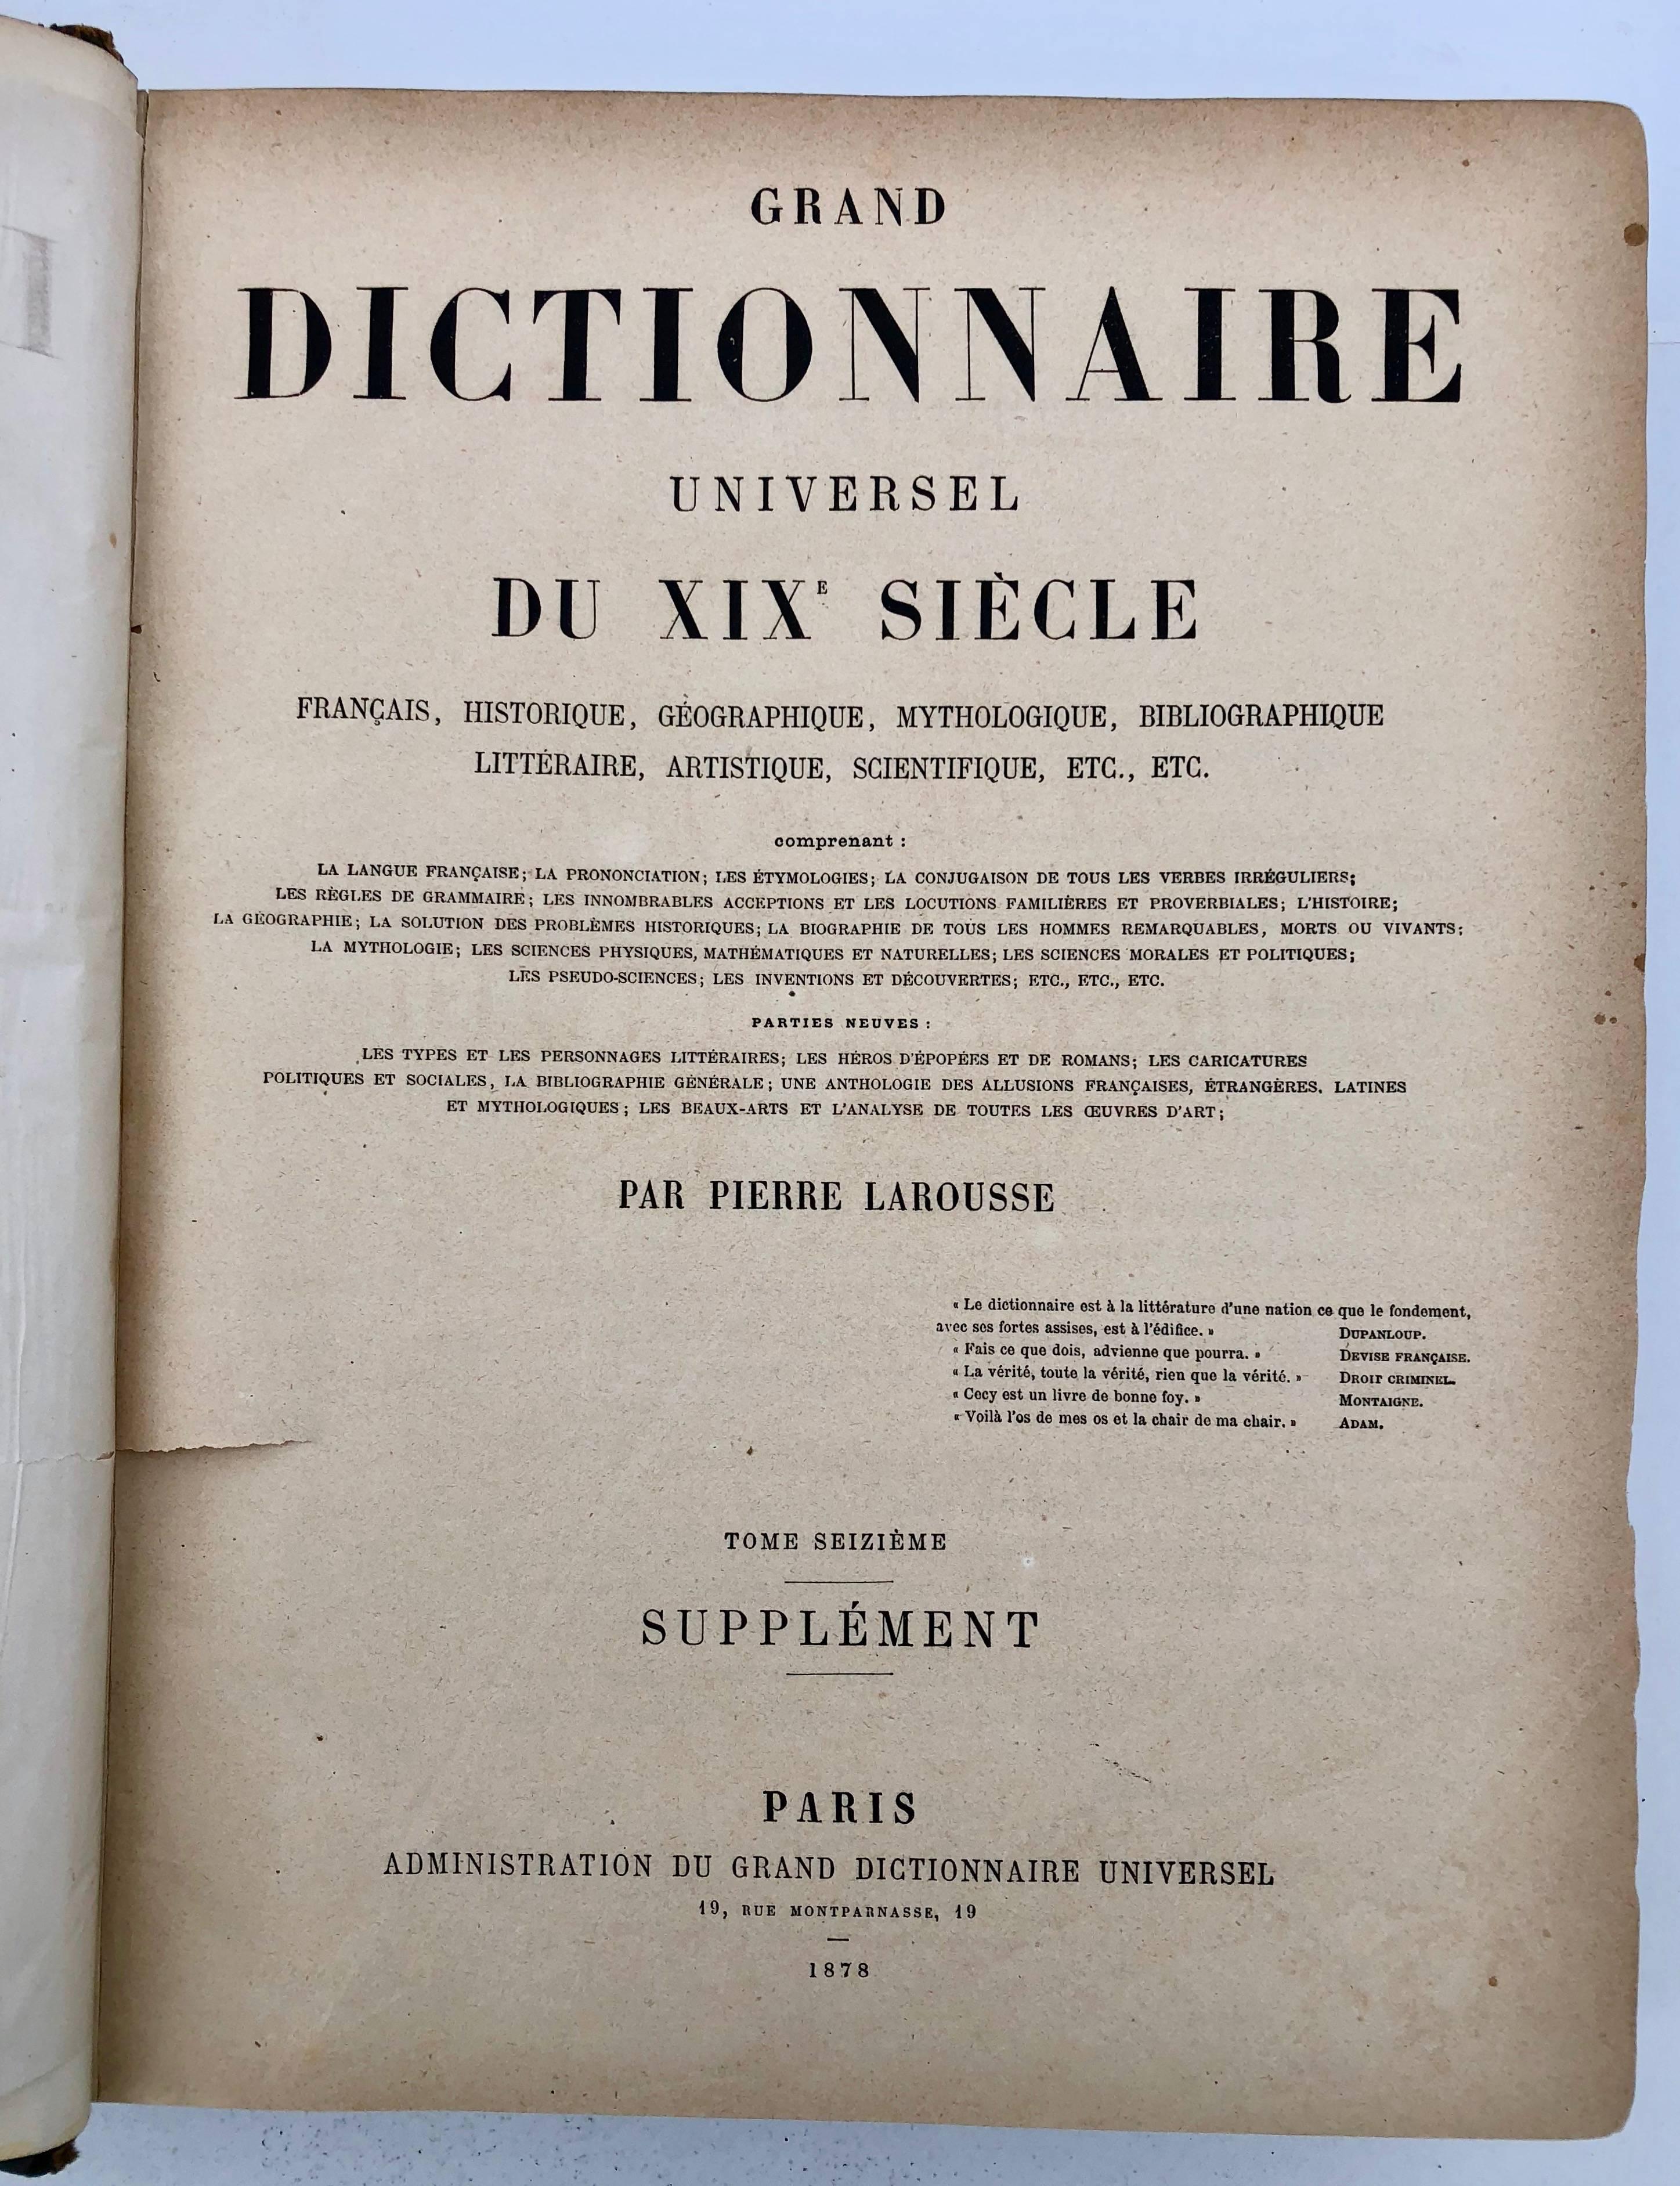 GRAND
DICTIONNAIRE
UNIVERSEL
DU XIXE SIÈCLE
FRANÇAIS, HISTORIQUE, GÉOGRAPHIQUE, MYTHOLOGIQUE, BIBLIOGRAPHIQUE
LITTÉRAIRE, ARTISTIQUE, SCIENTIFIQUE, ETC., ETC.
comprenant :
LA LANGUE FRANÇAISE; LA PRONONCIATION; LES ÉTYMOLOGIES; LA CONJUGAISON DE TOUS LES VERBES IRRÉGULIERS;
LES RÈGLES DE GRAMMAIRE; LES INNOMBRABLES ACCEPTIONS ET LES LOCUTIONS FAMILIÈRES ET PROVERBIALES; L'HISTOIRE;
LA GÉOGRAPHIE; LA SOLUTION DES PROBLÈMES HISTORIQUES; LA BIOGRAPHIE DE TOUS LES HOMMES REMARQUABLES, MORTS OU VIVANTS;
LA MYTHOLOGIE; LES SCIENCES PHYSIQUES, MATHÉMATIQUES ET NATURELLES; LES SCIENCES MORALES ET POLITIQUES;
LES PSEUDO-SCIENCES; LES INVENTIONS ET DÉCOUVERTES; ETC., ETC., ETC.
PARTIES NEUVES :
LES TYPES ET LES PERSONNAGES LITTÉRAIRES; LES HÉROS D'ÉPOPÉES ET DE ROMANS; LES CARICATURES
POLITIQUES ET SOCIALES, LA BIBLIOGRAPHIE GÉNÉRALE; UNE ANTHOLOGIE DES ALLUSIONS FRANÇAISES, ÉTRANGÈRES, LATINES
ET MYTHOLOGIQUES; LES BEAUX-ARTS ET L'ANALYSE DE TOUTES LES ŒUVRES D'ART;
PAR PIERRE LAROUSSE
« Le dictionnaire est à la littérature d'une nation ce que le fondement,
avec ses fortes assises, est à l'édifice. » DUPANLOUP.
« Fais ce que dois, advienne que pourra. » DEVISE FRANÇAISE.
« La vérité, toute la vérité, rien que la vérité. » DROIT CRIMINEL.
« Cecy est un livre de bonne foy. » MONTAIGNE.
« Voilà l'os de mes os et la chair de ma chair. » ADAM.
TOME SEIZIÈME
SUPPLÉMENT
PARIS
ADMINISTRATION DU GRAND DICTIONNAIRE UNIVERSEL
19, RUE MONTPARNASSE, 19
1878